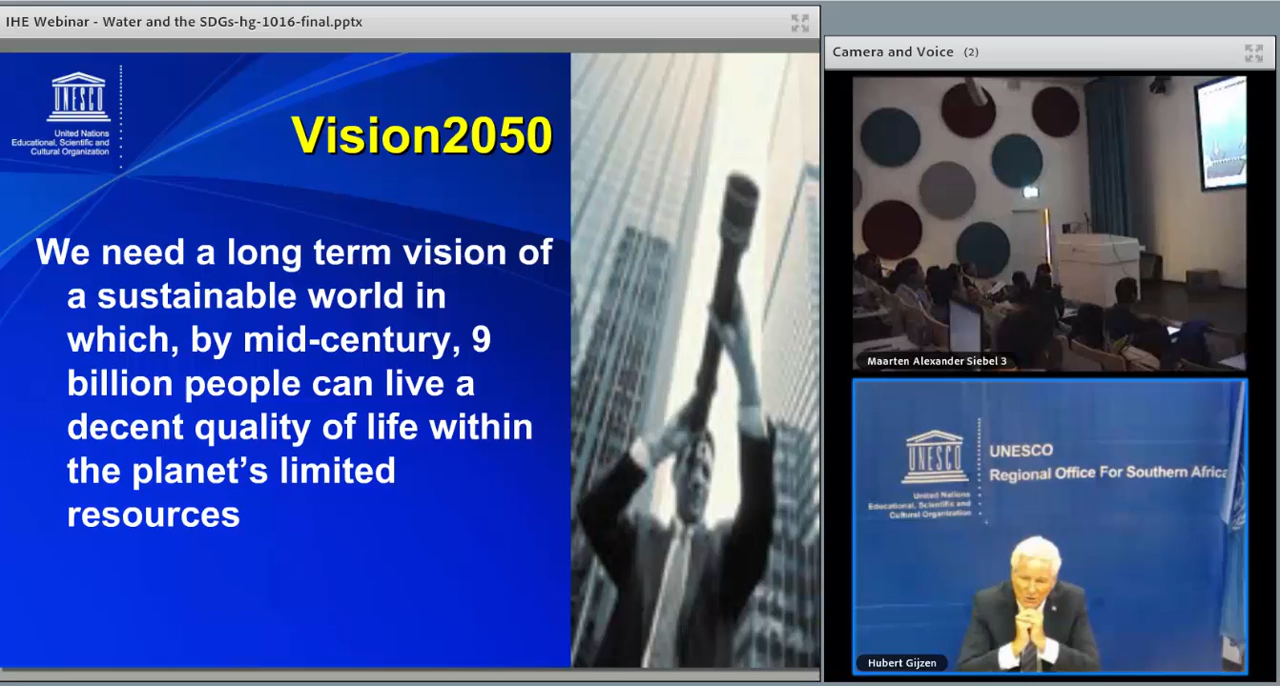 IHE Webinar - Water and the SDGs-hg-1016-final.pptx
UNESCO
United Nations
Educational, Scientific and
Cultural Organization
Vision2050
We need a long term vision of
a sustainable world in
which, by mid-century, 9
billion people can live a
decent quality of life within
the planet's limited
resources
Camera and Voice (2)
Maarten Alexander Siebel 3
UNESCO
United Nations
Educational, Scientific and
Cultural Organization
UNESCO
Regional Office For Southern Africa
Hubert Gijzen